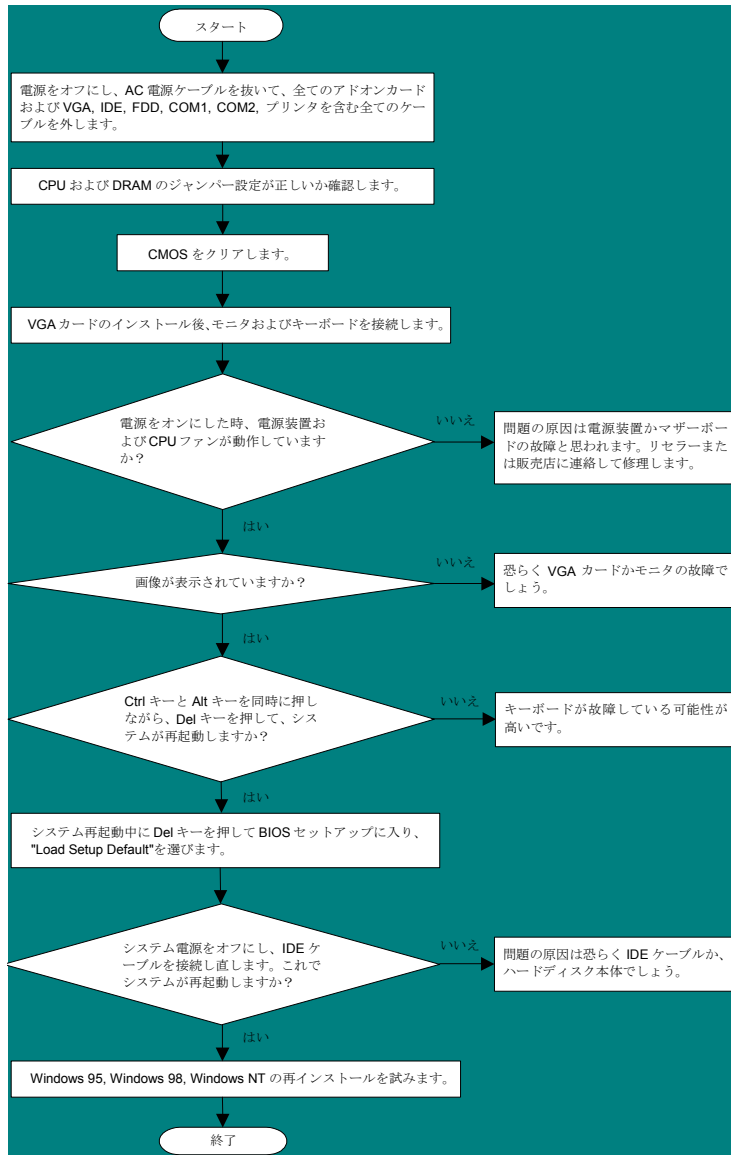 スタート
電源をオフにし、AC 電源ケーブルを抜いて、全てのアドオンカード
および VGA, IDE, FDD, COM1, COM2, プリンタを含む全てのケー
ブルを外します。
CPU および DRAM のジャンパー設定が正しいか確認します。
CMOS をクリアします。
VGA カードのインストール後、モニタおよびキーボードを接続します。
電源をオンにした時、電源装置お
よび CPU ファンが動作しています
か？
いいえ
問題の原因は電源装置かマザーボー
ドの故障と思われます。リセラーまた
は販売店に連絡して修理します。
はい
画像が表示されていますか？
いいえ
恐らく VGA カードかモニタの故障で
しょう。
はい
Ctrl キーと Alt キーを同時に押し
ながら、Del キーを押して、シス
テムが再起動しますか？
いいえ
キーボードが故障している可能性が
高いです。
はい
システム再起動中に Del キーを押して BIOS セットアップに入り、
"Load Setup Default"を選びます。
システム電源をオフにし、IDE ケ
ーブルを接続し直します。これで
システムが再起動しますか？
いいえ
問題の原因は恐らく IDE ケーブルか、
ハードディスク本体でしょう。
はい
Windows 95, Windows 98, Windows NT の再インストールを試みます。
終了